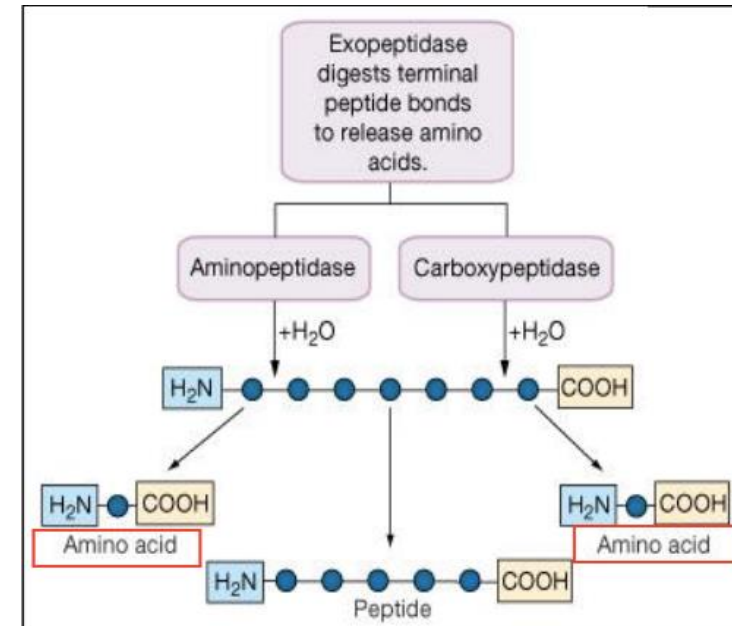 Exopeptidase
digests terminal
peptide bonds
to release amino
acids.
Aminopeptidase
Carboxypeptidase
+H₂O
+H₂O
H₂N
COOH
H₂N
COOH
H₂N
COOH
Amino acid
Amino acid
H₂N
COOH
Peptide